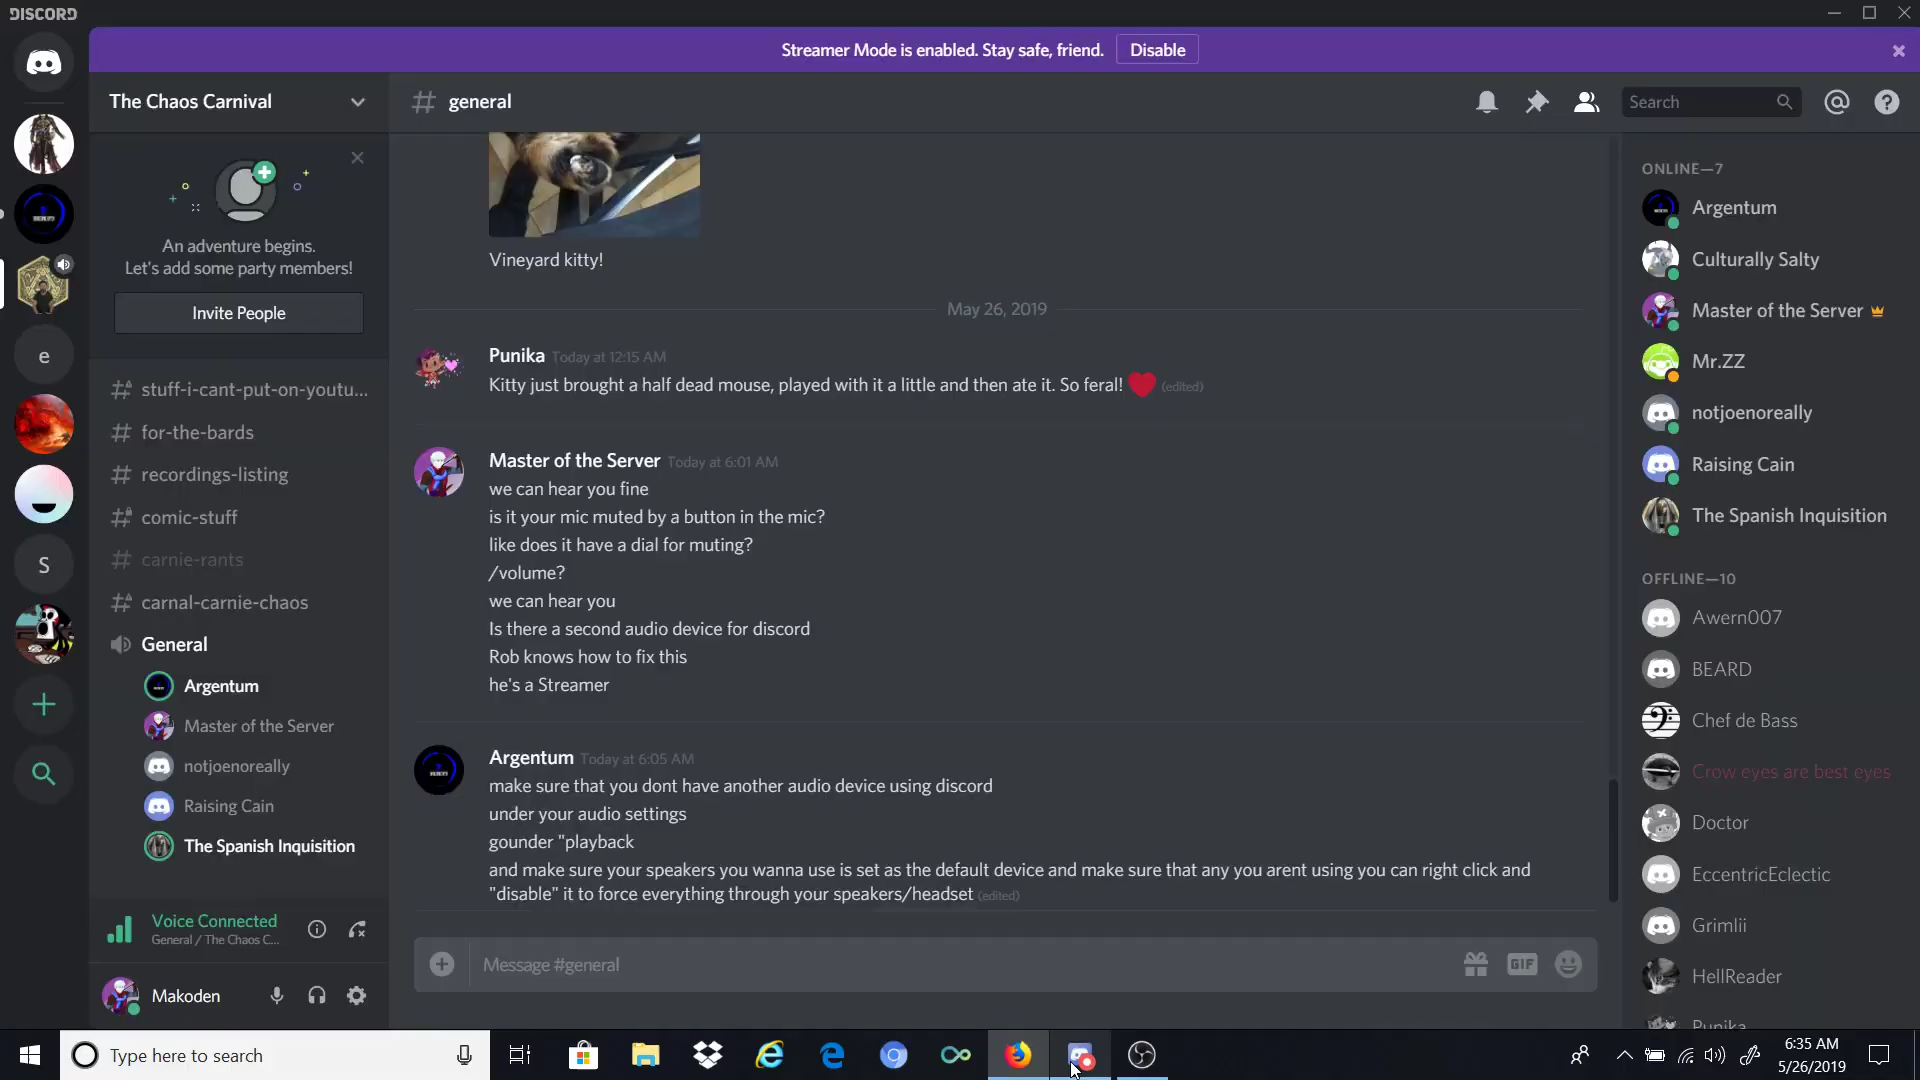 DISCORD
Streamer Mode is enabled. Stay safe, friend. Disable
The Chaos Carnival
general
Search
An adventure begins.
Let's add some party members!
Invite People
stuff-i-cant-put-on-youtu...
for-the-bards
recordings-listing
comic-stuff
carnie-rants
carnal-carnie-chaos
General
Argentum
Master of the Server
notjoenoreally
Raising Cain
The Spanish Inquisition
Voice Connected
General / The Chaos C...
Makoden
e
S
Vineyard kitty!
May 26, 2019
Punika Today at 12:15 AM
Kitty just brought a half dead mouse, played with it a little and then ate it. So feral! ❤ (edited)
Master of the Server Today at 6:01 AM
we can hear you fine
is it your mic muted by a button in the mic?
like does it have a dial for muting?
/volume?
we can hear you
Is there a second audio device for discord
Rob knows how to fix this
he's a Streamer
Argentum Today at 6:05 AM
make sure that you dont have another audio device using discord
under your audio settings
gounder "playback
and make sure your speakers you wanna use is set as the default device and make sure that any you arent using you can right click and
"disable" it to force everything through your speakers/headset (edited)
Message #general
GIF
ONLINE—7
Argentum
Culturally Salty
Master of the Server
Mr.ZZ
notjoenoreally
Raising Cain
The Spanish Inquisition
OFFLINE—10
Awern007
BEARD
Chef de Bass
Crow eyes are best eyes
Doctor
EccentricEclectic
Grimlii
HellReader
Punika
Type here to search
6:35 AM
5/26/2019